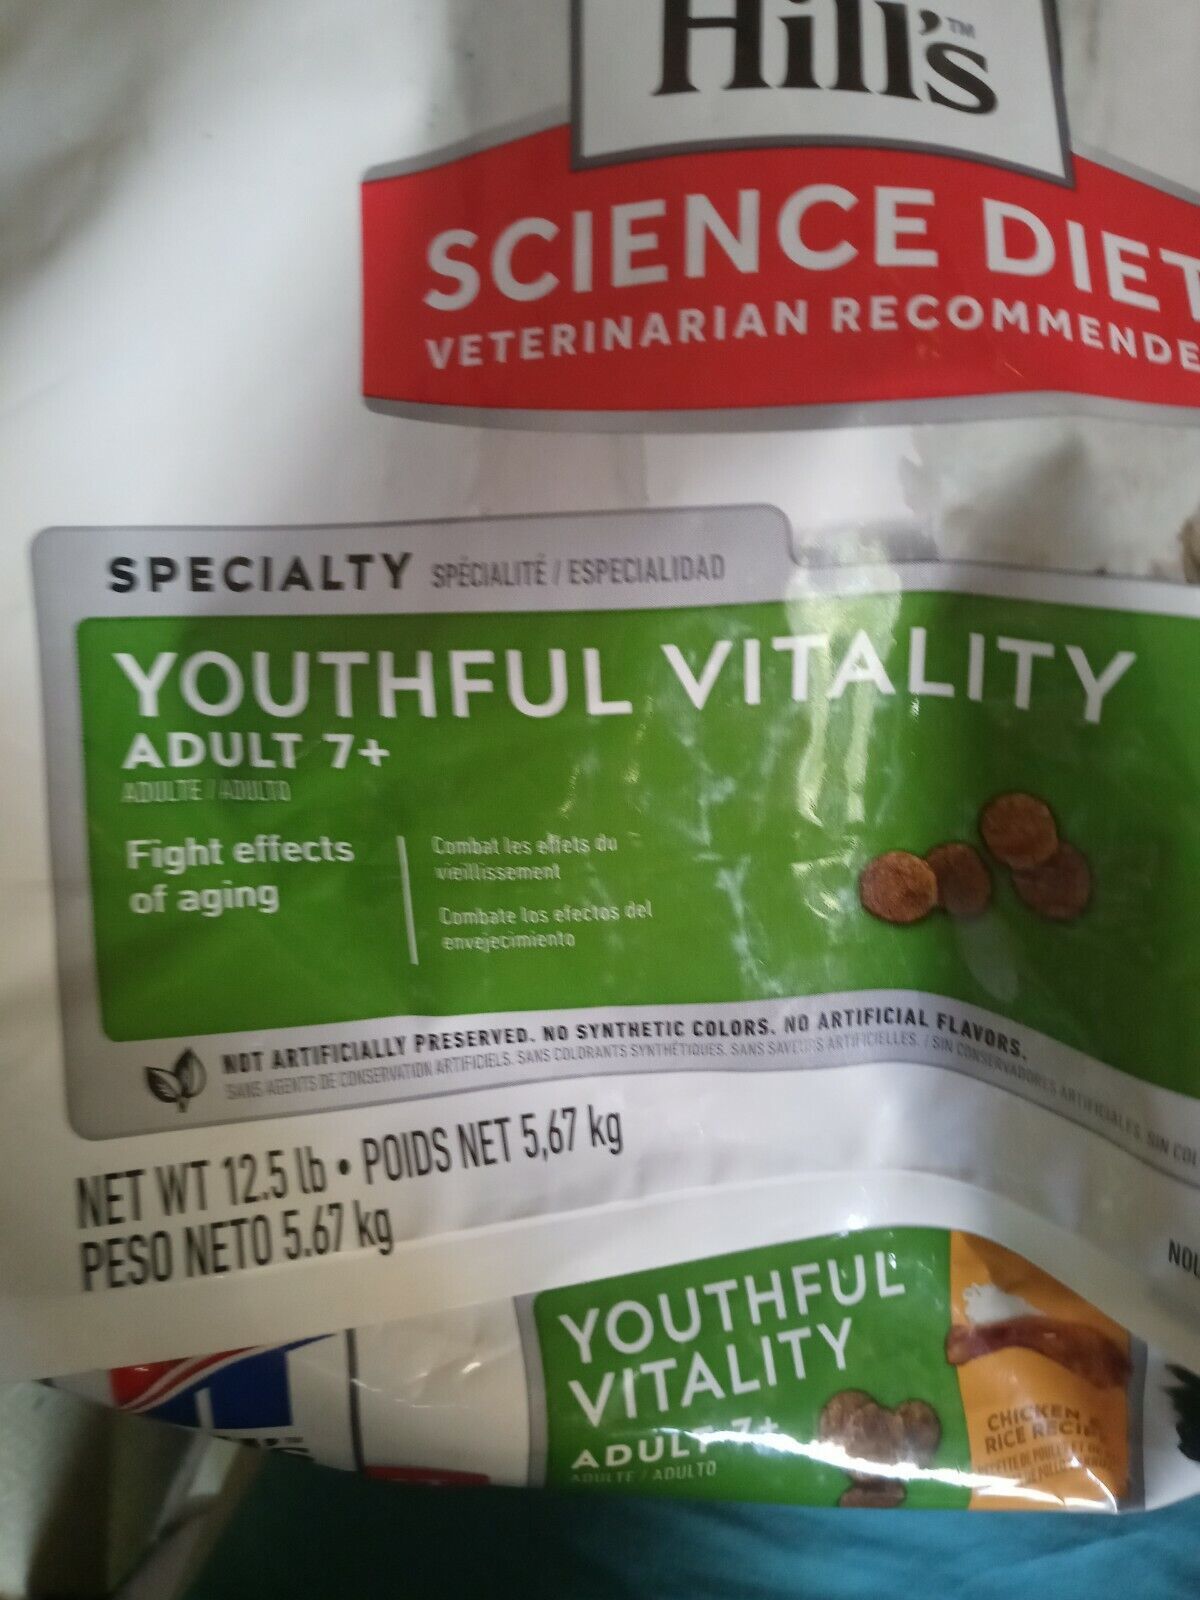 Hill's™
SCIENCE DIET
VETERINARIAN RECOMMENDE
SPECIALTY SPÉCIALITÉ / ESPECIALIDAD
YOUTHFUL VITALITY
ADULT 7+
ADULTE / ADULTO
Fight effects
of aging
Combat les effets du
vieillissement
Combate los efectos del
envejecimiento
NOT ARTIFICIALLY PRESERVED. NO SYNTHETIC COLORS. NO ARTIFICIAL FLAVORS.
SANS AGENTS DE CONSERVATION ARTIFICIELS. SANS COLORANTS SYNTHÉTIQUES. SANS SAVEURS ARTIFICIELLES. / SIN CONSERVADORES ARTIFICIALES. SIN COL
NET WT 12.5 lb • POIDS NET 5,67 kg
PESO NETO 5.67 kg
NOU
YOUTHFUL
VITALITY
ADULT 7+
ADULTE / ADULTO
CHICKEN &
RICE RECIPE